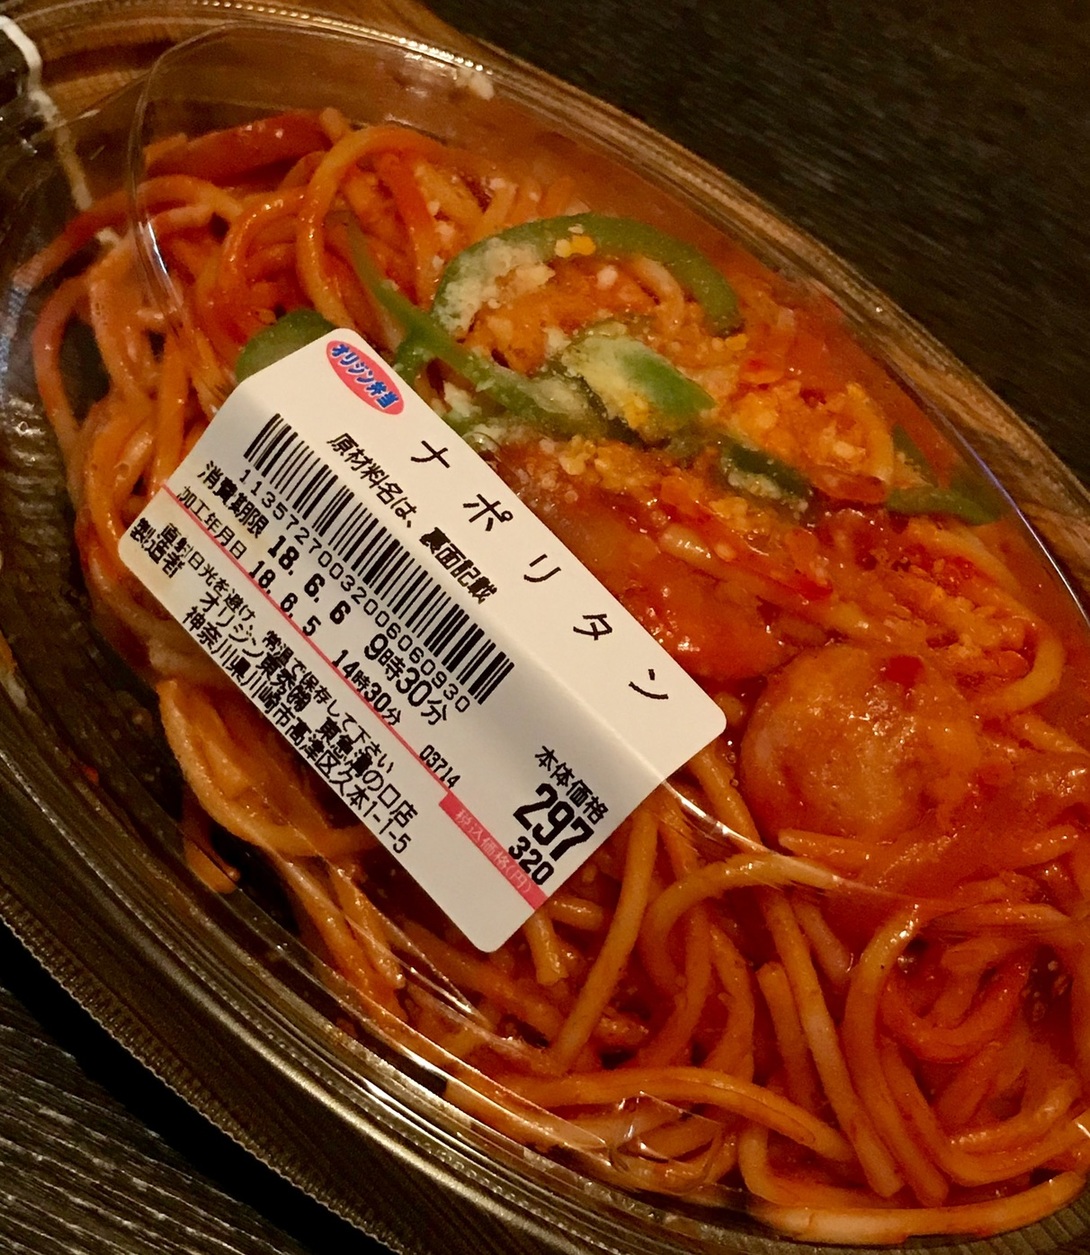 オリジン弁当
ナポリタン
原材料名は、裏面記載
11357270032006060930
消費期限 18. 6. 6 9時30分
加工年月日 18. 6. 5 14時30分
03714
直射日光を避け、常温で保存して下さい
製造者 オリジン東秀㈱ 東急溝の口店
神奈川県川崎市高津区久本1-1-5
本体価格
297
税込価格(円)
320